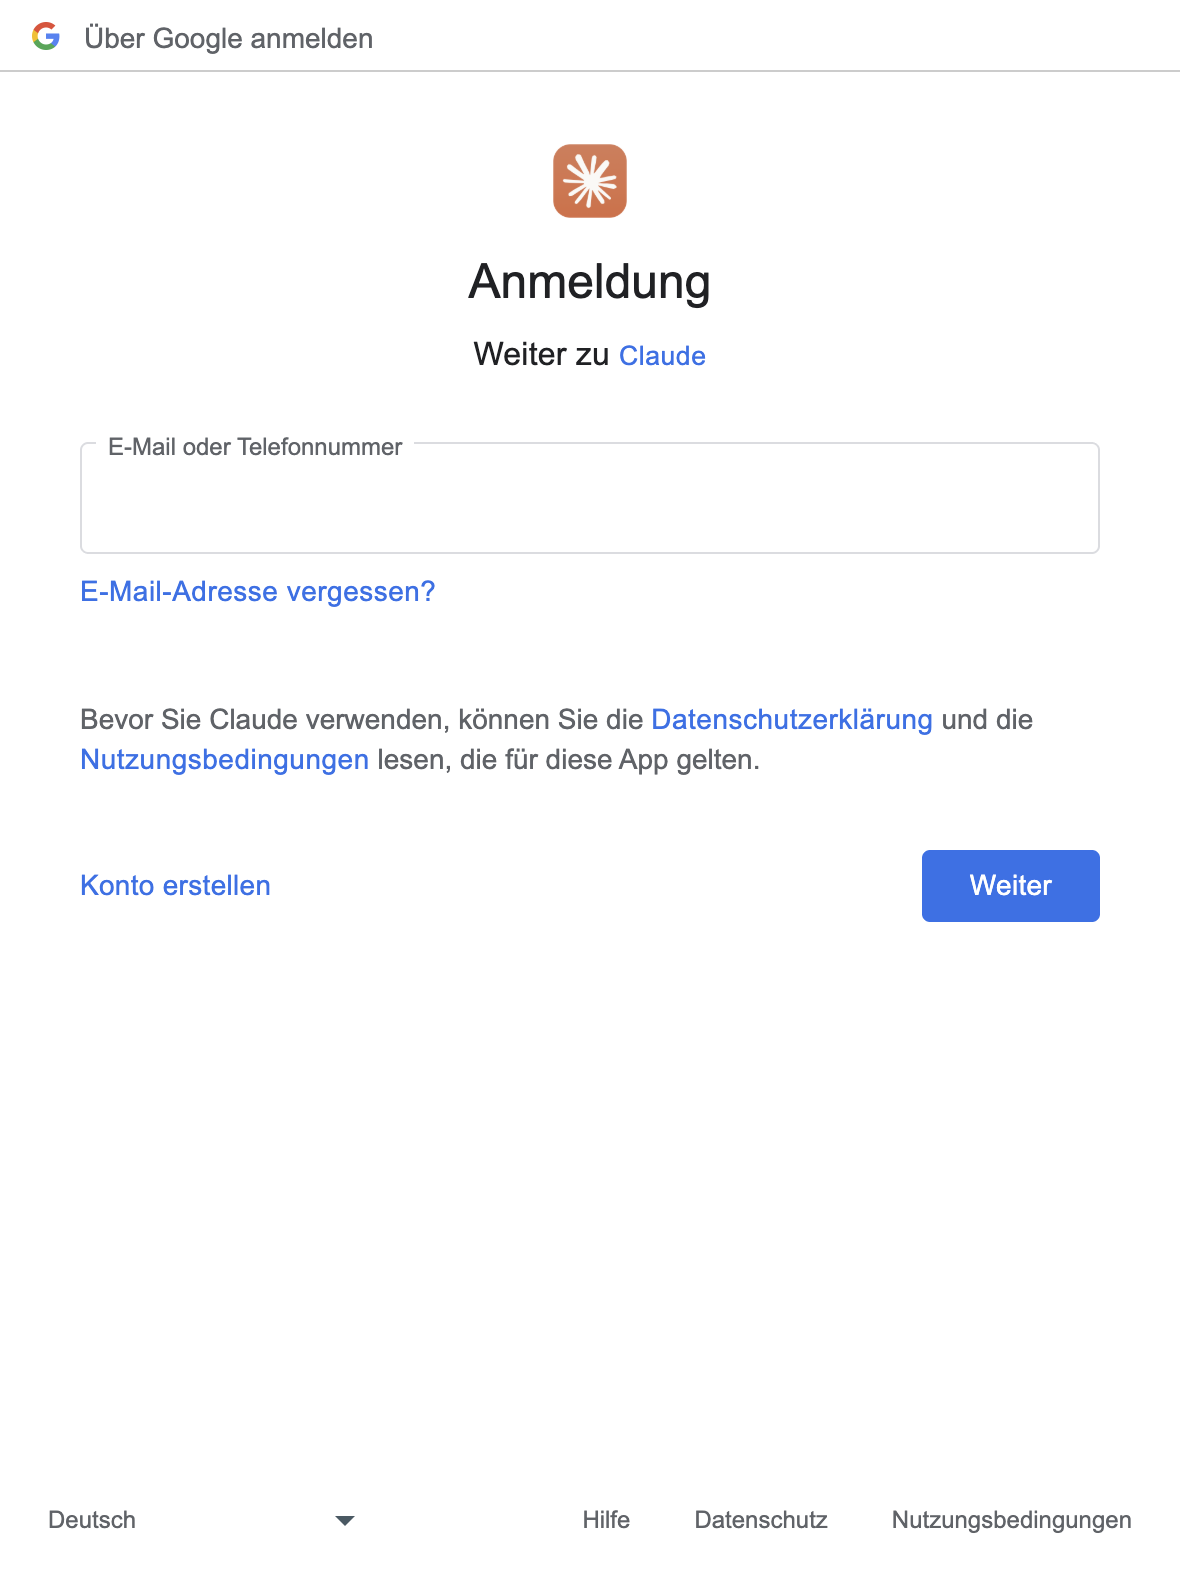 Über Google anmelden
Anmeldung
Weiter zu Claude
E-Mail oder Telefonnummer
E-Mail-Adresse vergessen?
Bevor Sie Claude verwenden, können Sie die Datenschutzerklärung und die
Nutzungsbedingungen lesen, die für diese App gelten.
Konto erstellen
Weiter
Deutsch
Hilfe
Datenschutz
Nutzungsbedingungen